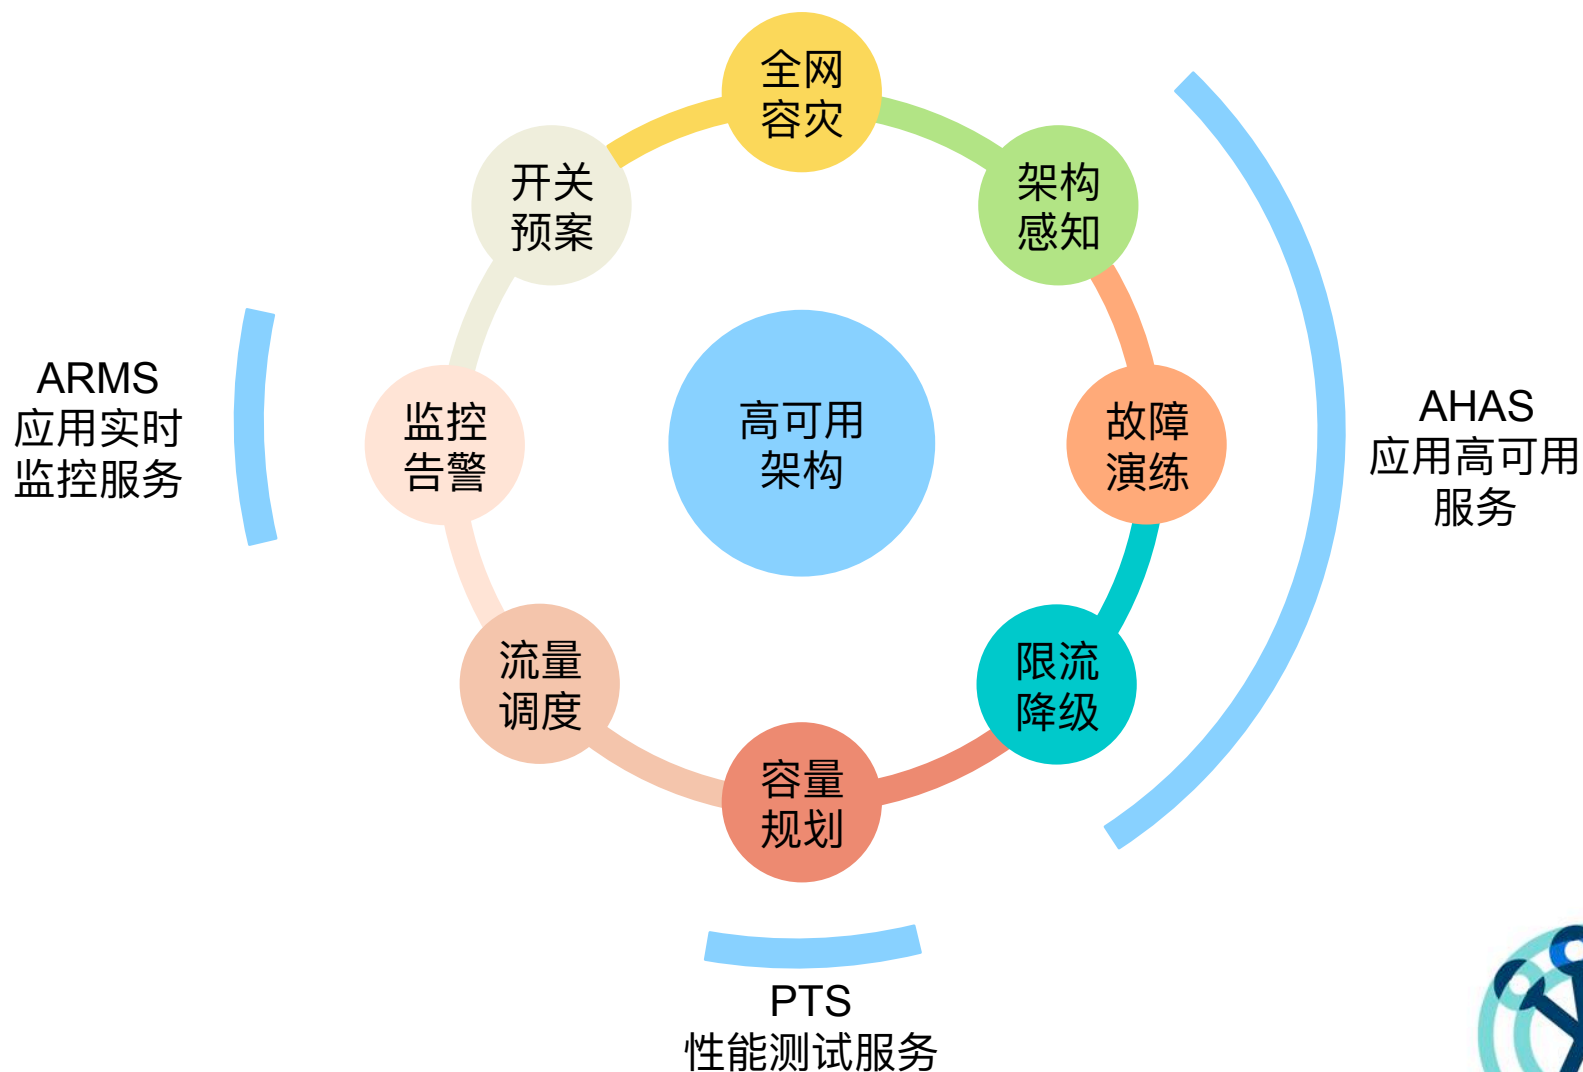 全网
容灾
开关
预案
架构
感知
ARMS
应用实时
监控服务
监控
告警
高可用
架构
故障
演练
AHAS
应用高可用
服务
流量
调度
限流
降级
容量
规划
PTS
性能测试服务